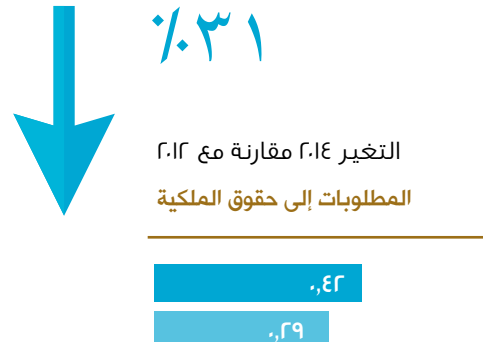 ٣١٪
التغير ٢٠١٤ مقارنة مع ٢٠١٢
المطلوبات إلى حقوق الملكية
٠,٤٢
٠,٢٩